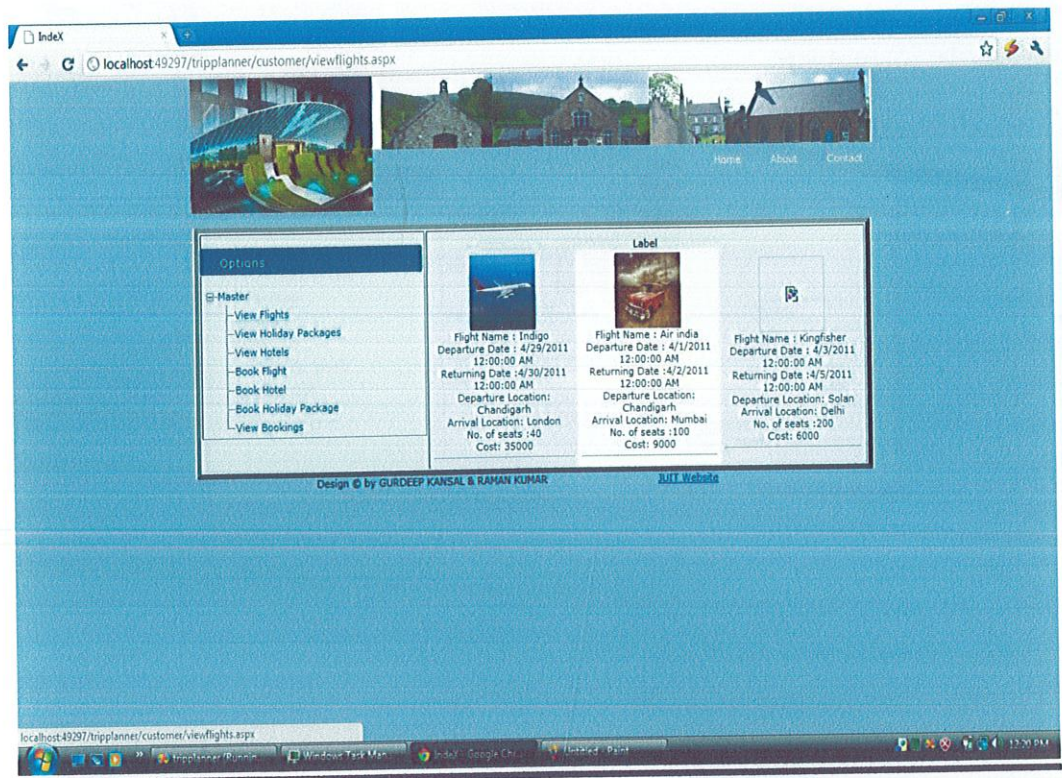 IndeX
localhost:49297/tripplanner/customer/viewflights.aspx
Home About Contact
Options
Master
View Flights
View Holiday Packages
View Hotels
Book Flight
Book Hotel
Book Holiday Package
View Bookings
Label
Flight Name : Indigo
Departure Date : 4/29/2011
12:00:00 AM
Returning Date :4/30/2011
12:00:00 AM
Departure Location:
Chandigarh
Arrival Location: London
No. of seats :40
Cost: 35000
Flight Name : Air india
Departure Date : 4/1/2011
12:00:00 AM
Returning Date :4/2/2011
12:00:00 AM
Departure Location:
Chandigarh
Arrival Location: Mumbai
No. of seats :100
Cost: 9000
Flight Name : Kingfisher
Departure Date : 4/3/2011
12:00:00 AM
Returning Date :4/5/2011
12:00:00 AM
Departure Location: Solan
Arrival Location: Delhi
No. of seats :200
Cost: 6000
Design © by GURDEEP KANSAL & RAMAN KUMAR JUIT Website
localhost:49297/tripplanner/customer/viewflights.aspx
tripplanner (Runnin... Windows Task Man... IndeX - Google Chr... Untitled - Paint 12:20 PM